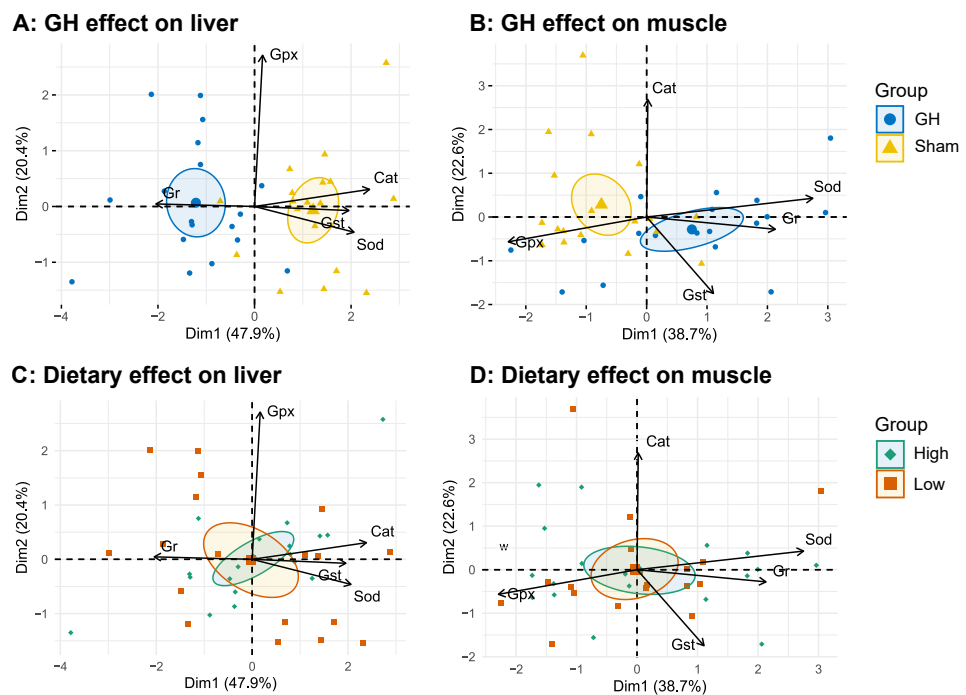 A: GH effect on liver
B: GH effect on muscle
Gpx
Cat
Gr
Gst
Sod
2
1
0
−1
−4
−2
0
2
Dim2 (20.4%)
Dim1 (47.9%)
Cat
Sod
Gr
Gpx
Gst
3
2
1
0
−1
−2
−2
−1
0
1
2
3
Dim2 (22.6%)
Dim1 (38.7%)
Group
GH
Sham
C: Dietary effect on liver
D: Dietary effect on muscle
Gpx
Cat
Gr
Gst
Sod
2
1
0
−1
−4
−2
0
2
Dim2 (20.4%)
Dim1 (47.9%)
Cat
Sod
w
Gr
Gpx
Gst
3
2
1
0
−1
−2
−2
−1
0
1
2
3
Dim2 (22.6%)
Dim1 (38.7%)
Group
High
Low